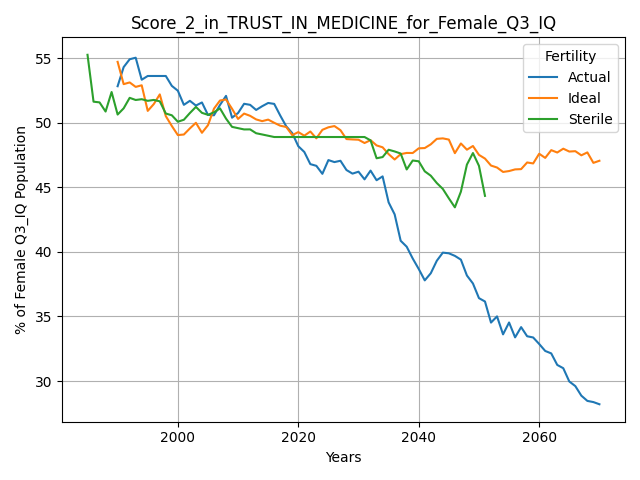 Score_2_in_TRUST_IN_MEDICINE_for_Female_Q3_IQ
% of Female Q3_IQ Population
55
50
45
40
35
30
Fertility
Actual
Ideal
Sterile
2000
2020
2040
2060
Years